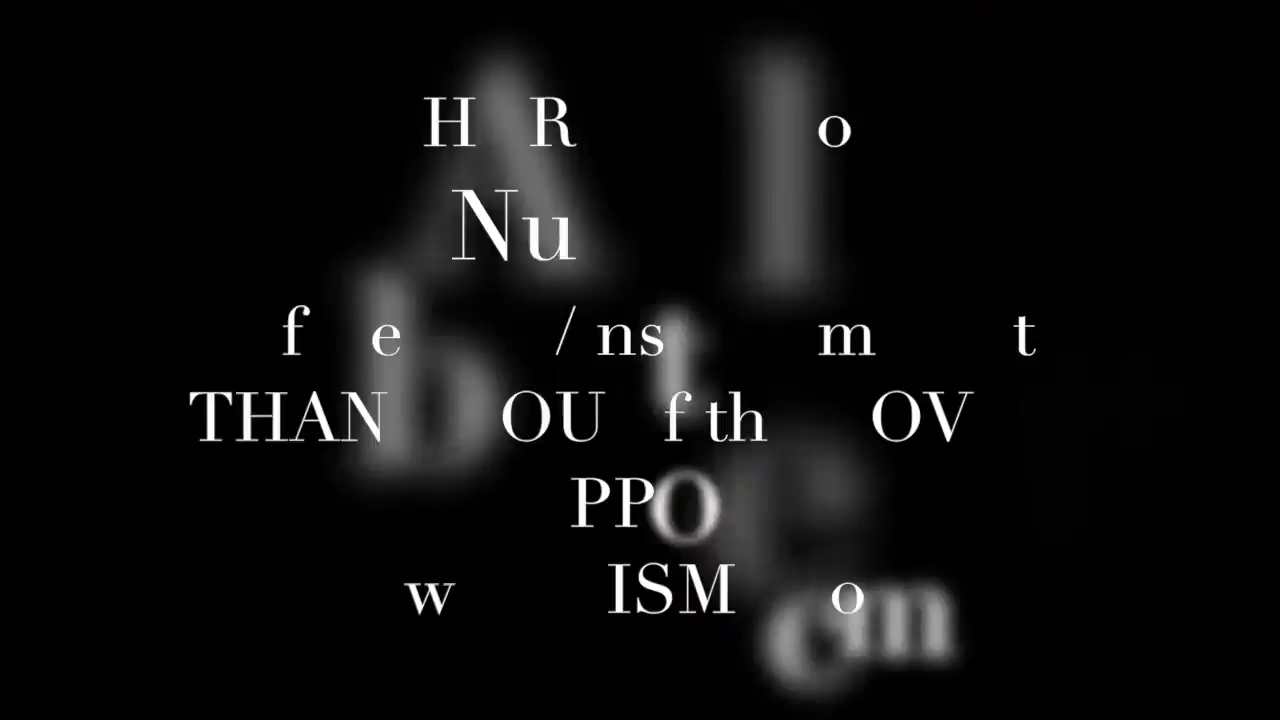 H R o
Nu
f e / ns m t
THAN OU f th OV
PPO
w ISM o